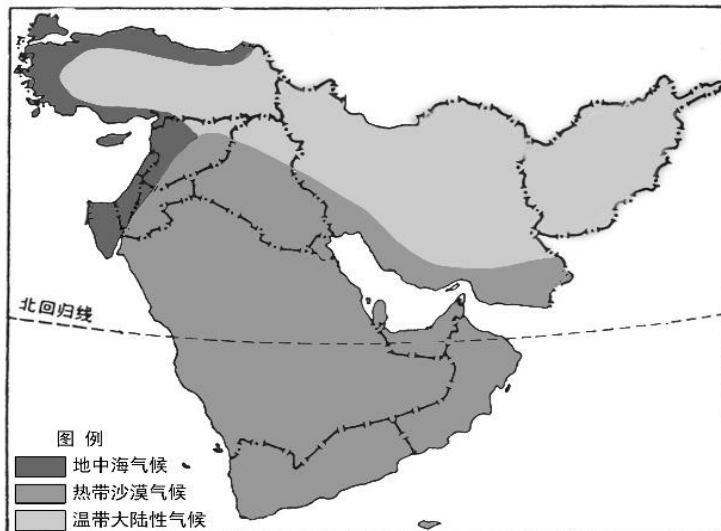 北回归线
图 例
地中海气候
热带沙漠气候
温带大陆性气候